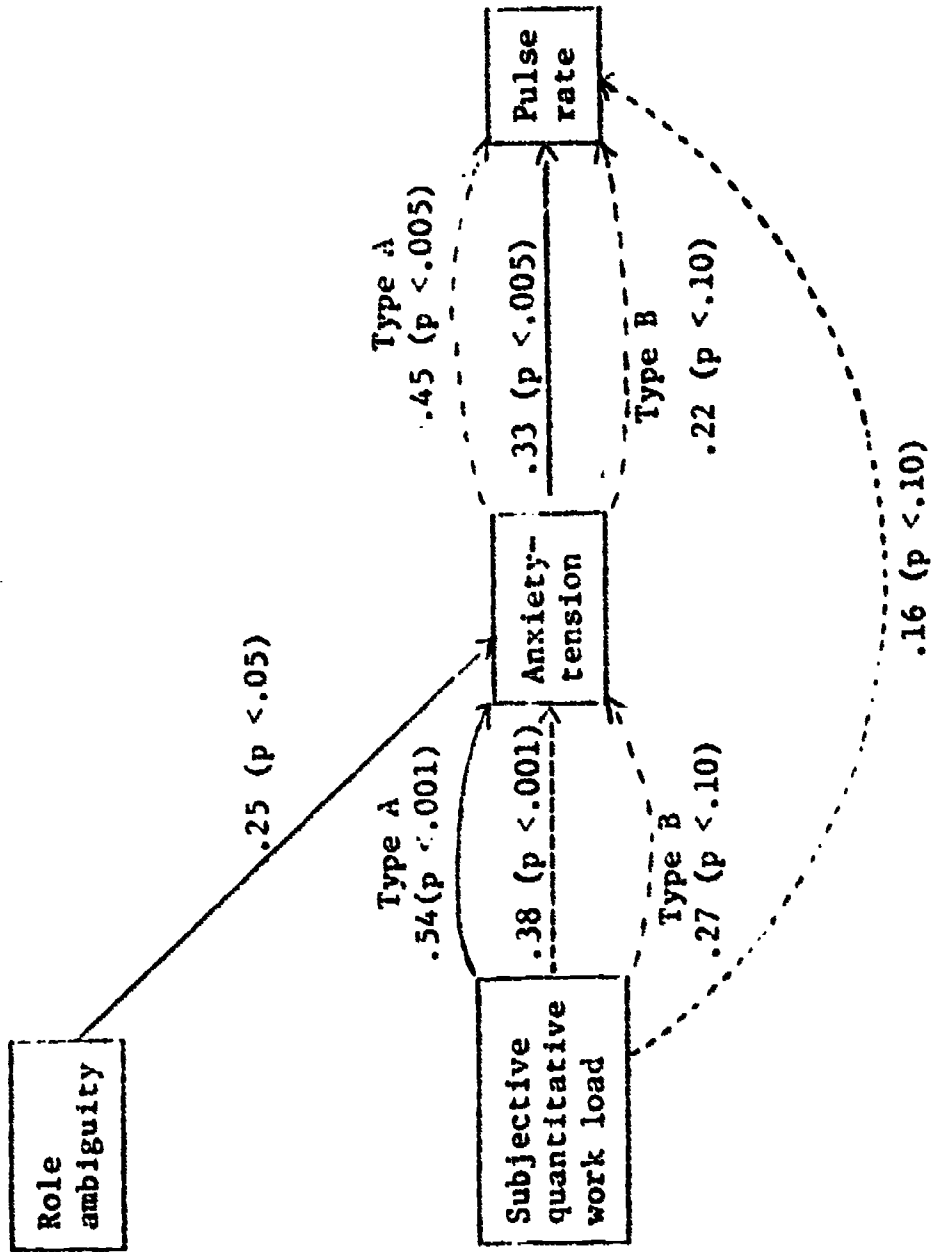 Role
ambiguity
.25 (p <.05)
Type A
.54(p <.001)
.38 (p <.001)
Type B
.27 (p <.10)
Subjective
quantitative
work load
Anxiety-
tension
Type A
.45 (p <.005)
.33 (p <.005)
Type B
.22 (p <.10)
Pulse
rate
.16 (p <.10)